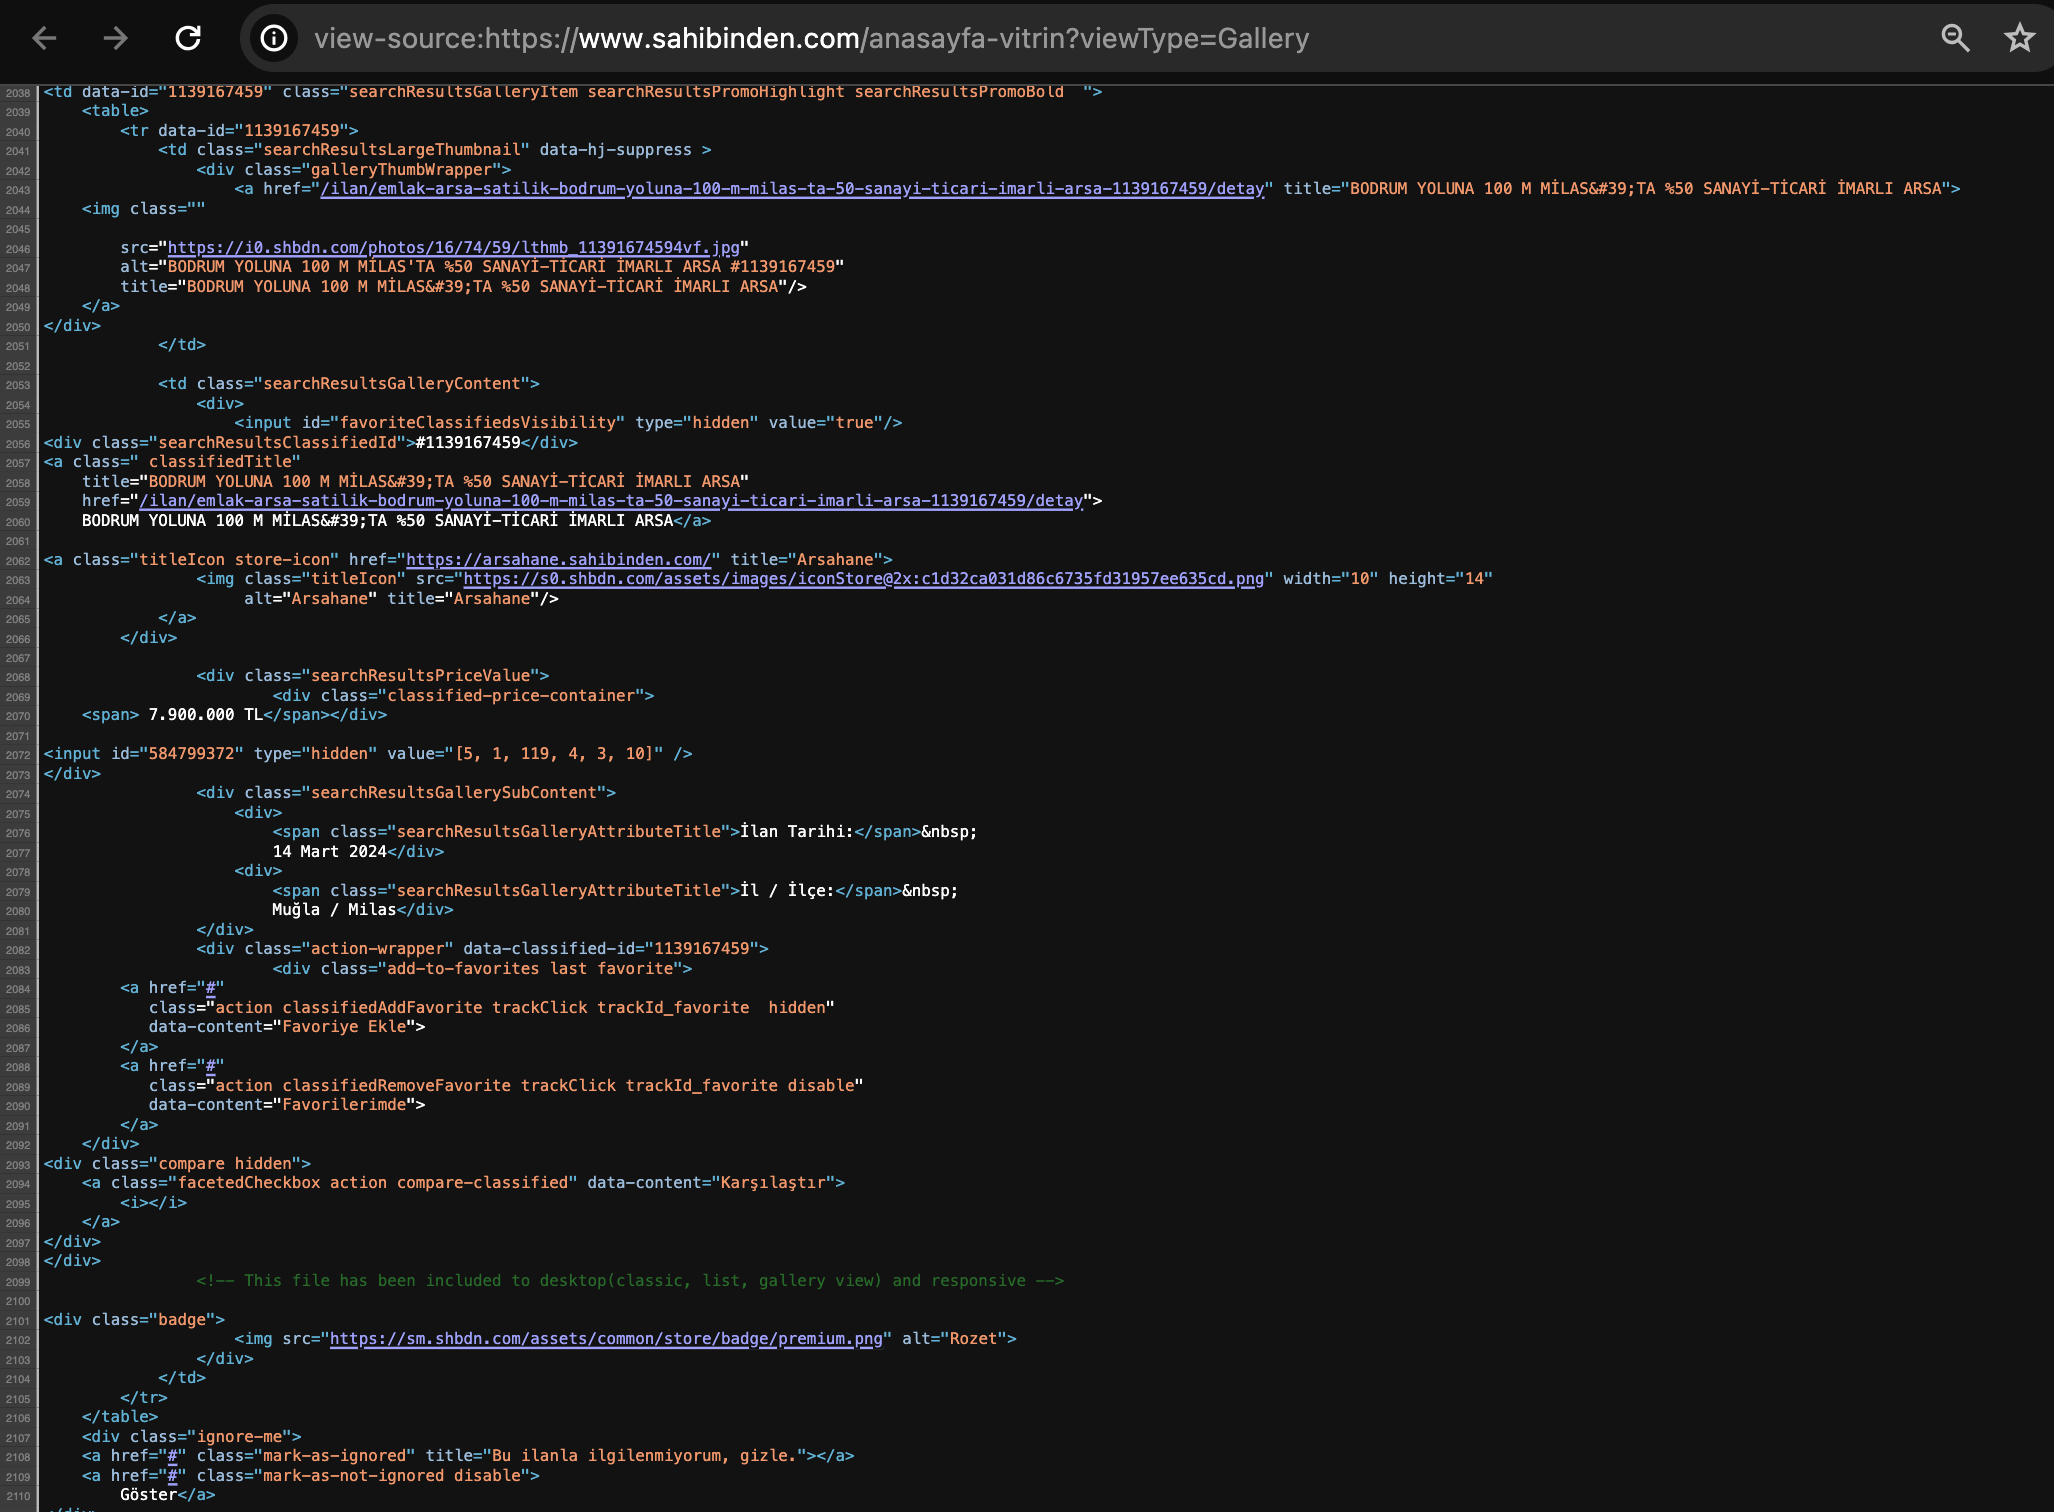 view-source:https://www.sahibinden.com/anasayfa-vitrin?viewType=Gallery
2038 <td data-id="1139167459" class="searchResultsGalleryItem searchResultsPromoHighlight searchResultsPromoBold  ">
2039 <table>
2040 <tr data-id="1139167459">
2041 <td class="searchResultsLargeThumbnail" data-hj-suppress >
2042 <div class="galleryThumbWrapper">
2043 <a href="/ilan/emlak-arsa-satilik-bodrum-yoluna-100-m-milas-ta-50-sanayi-ticari-imarli-arsa-1139167459/detay" title="BODRUM YOLUNA 100 M MİLAS&#39;TA %50 SANAYİ-TİCARİ İMARLI ARSA">
2044 <img class=""
2045
2046 src="https://i0.shbdn.com/photos/16/74/59/lthmb_11391674594vf.jpg"
2047 alt="BODRUM YOLUNA 100 M MİLAS'TA %50 SANAYİ-TİCARİ İMARLI ARSA #1139167459"
2048 title="BODRUM YOLUNA 100 M MİLAS&#39;TA %50 SANAYİ-TİCARİ İMARLI ARSA"/>
2049 </a>
2050 </div>
2051 </td>
2052
2053 <td class="searchResultsGalleryContent">
2054 <div>
2055 <input id="favoriteClassifiedsVisibility" type="hidden" value="true"/>
2056 <div class="searchResultsClassifiedId">#1139167459</div>
2057 <a class=" classifiedTitle"
2058 title="BODRUM YOLUNA 100 M MİLAS&#39;TA %50 SANAYİ-TİCARİ İMARLI ARSA"
2059 href="/ilan/emlak-arsa-satilik-bodrum-yoluna-100-m-milas-ta-50-sanayi-ticari-imarli-arsa-1139167459/detay">
2060 BODRUM YOLUNA 100 M MİLAS&#39;TA %50 SANAYİ-TİCARİ İMARLI ARSA</a>
2061
2062 <a class="titleIcon store-icon" href="https://arsahane.sahibinden.com/" title="Arsahane">
2063 <img class="titleIcon" src="https://s0.shbdn.com/assets/images/iconStore@2x:c1d32ca031d86c6735fd31957ee635cd.png" width="10" height="14"
2064 alt="Arsahane" title="Arsahane"/>
2065 </a>
2066 </div>
2067
2068 <div class="searchResultsPriceValue">
2069 <div class="classified-price-container">
2070 <span> 7.900.000 TL</span></div>
2071
2072 <input id="584799372" type="hidden" value="[5, 1, 119, 4, 3, 10]" />
2073 </div>
2074 <div class="searchResultsGallerySubContent">
2075 <div>
2076 <span class="searchResultsGalleryAttributeTitle">İlan Tarihi:</span>&nbsp;
2077 14 Mart 2024</div>
2078 <div>
2079 <span class="searchResultsGalleryAttributeTitle">İl / İlçe:</span>&nbsp;
2080 Muğla / Milas</div>
2081 </div>
2082 <div class="action-wrapper" data-classified-id="1139167459">
2083 <div class="add-to-favorites last favorite">
2084 <a href="#"
2085 class="action classifiedAddFavorite trackClick trackId_favorite  hidden"
2086 data-content="Favoriye Ekle">
2087 </a>
2088 <a href="#"
2089 class="action classifiedRemoveFavorite trackClick trackId_favorite disable"
2090 data-content="Favorilerimde">
2091 </a>
2092 </div>
2093 <div class="compare hidden">
2094 <a class="facetedCheckbox action compare-classified" data-content="Karşılaştır">
2095 <i></i>
2096 </a>
2097 </div>
2098 </div>
2099 <!-- This file has been included to desktop(classic, list, gallery view) and responsive -->
2100
2101 <div class="badge">
2102 <img src="https://sm.shbdn.com/assets/common/store/badge/premium.png" alt="Rozet">
2103 </div>
2104 </td>
2105 </tr>
2106 </table>
2107 <div class="ignore-me">
2108 <a href="#" class="mark-as-ignored" title="Bu ilanla ilgilenmiyorum, gizle."></a>
2109 <a href="#" class="mark-as-not-ignored disable">
2110 Göster</a>